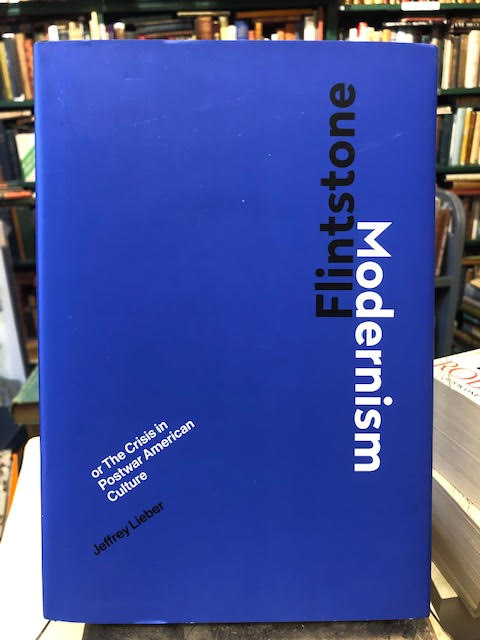 Flintstone
Modernism
or The Crisis in
Postwar American
Culture
Jeffrey Lieber